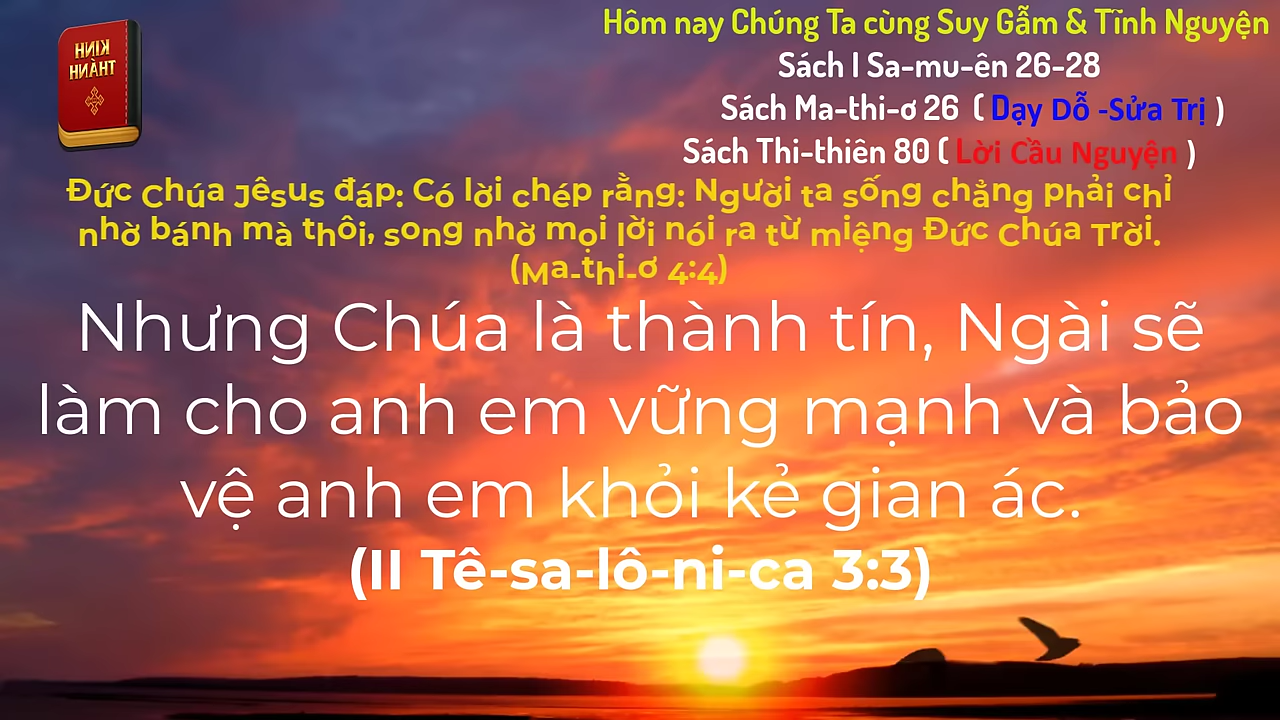 KINH
THÀNH
Hôm nay Chúng Ta cùng Suy Gẫm & Tĩnh Nguyện
Sách I Sa-mu-ên 26-28
Sách Ma-thi-ơ 26 ( Dạy Dỗ -Sửa Trị )
Sách Thi-thiên 80 ( Lời Cầu Nguyện )
Đức Chúa Jêsus đáp: Có lời chép rằng: Người ta sống chẳng phải chỉ
nhờ bánh mà thôi, song nhờ mọi lời nói ra từ miệng Đức Chúa Trời.
(Ma-thi-ơ 4:4)
Nhưng Chúa là thành tín, Ngài sẽ
làm cho anh em vững mạnh và bảo
vệ anh em khỏi kẻ gian ác.
(II Tê-sa-lô-ni-ca 3:3)